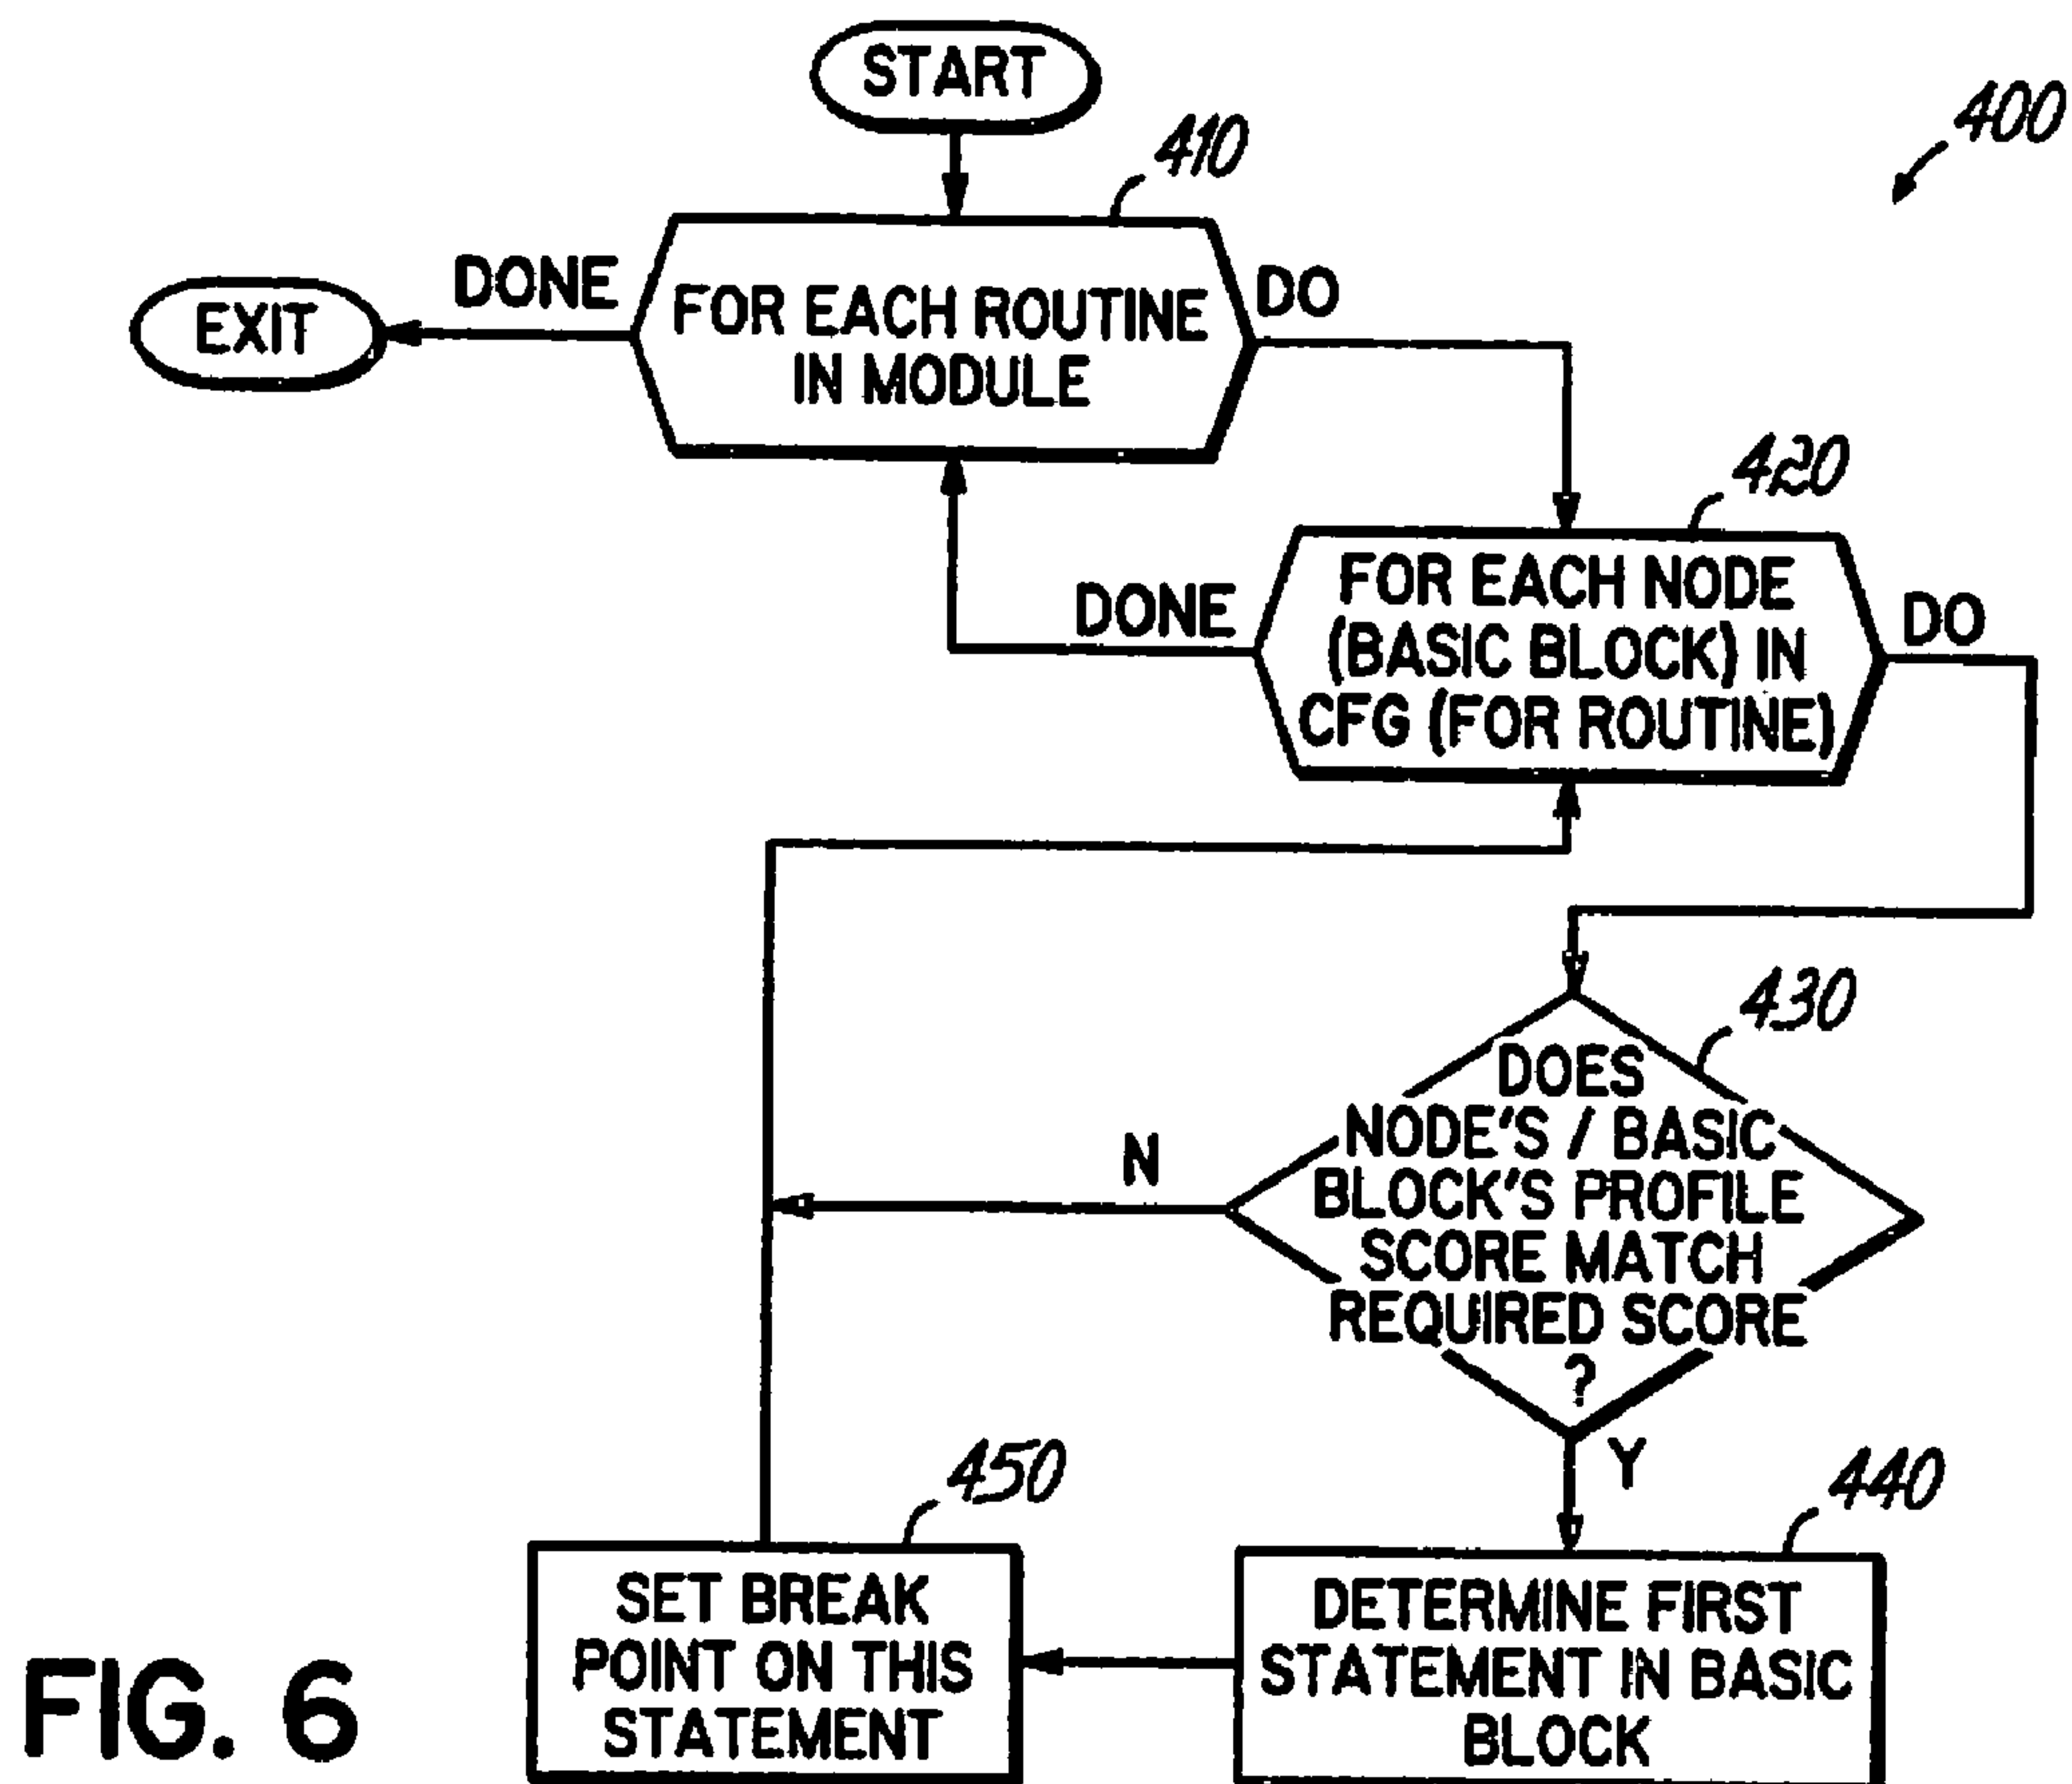 START
400
410
EXIT
DONE
FOR EACH ROUTINE
IN MODULE
DO
420
FOR EACH NODE
(BASIC BLOCK) IN
CFG (FOR ROUTINE)
DONE
DO
430
DOES
NODE'S / BASIC
BLOCK'S PROFILE
SCORE MATCH
REQUIRED SCORE
?
N
Y
440
DETERMINE FIRST
STATEMENT IN BASIC
BLOCK
450
SET BREAK
POINT ON THIS
STATEMENT
FIG. 6